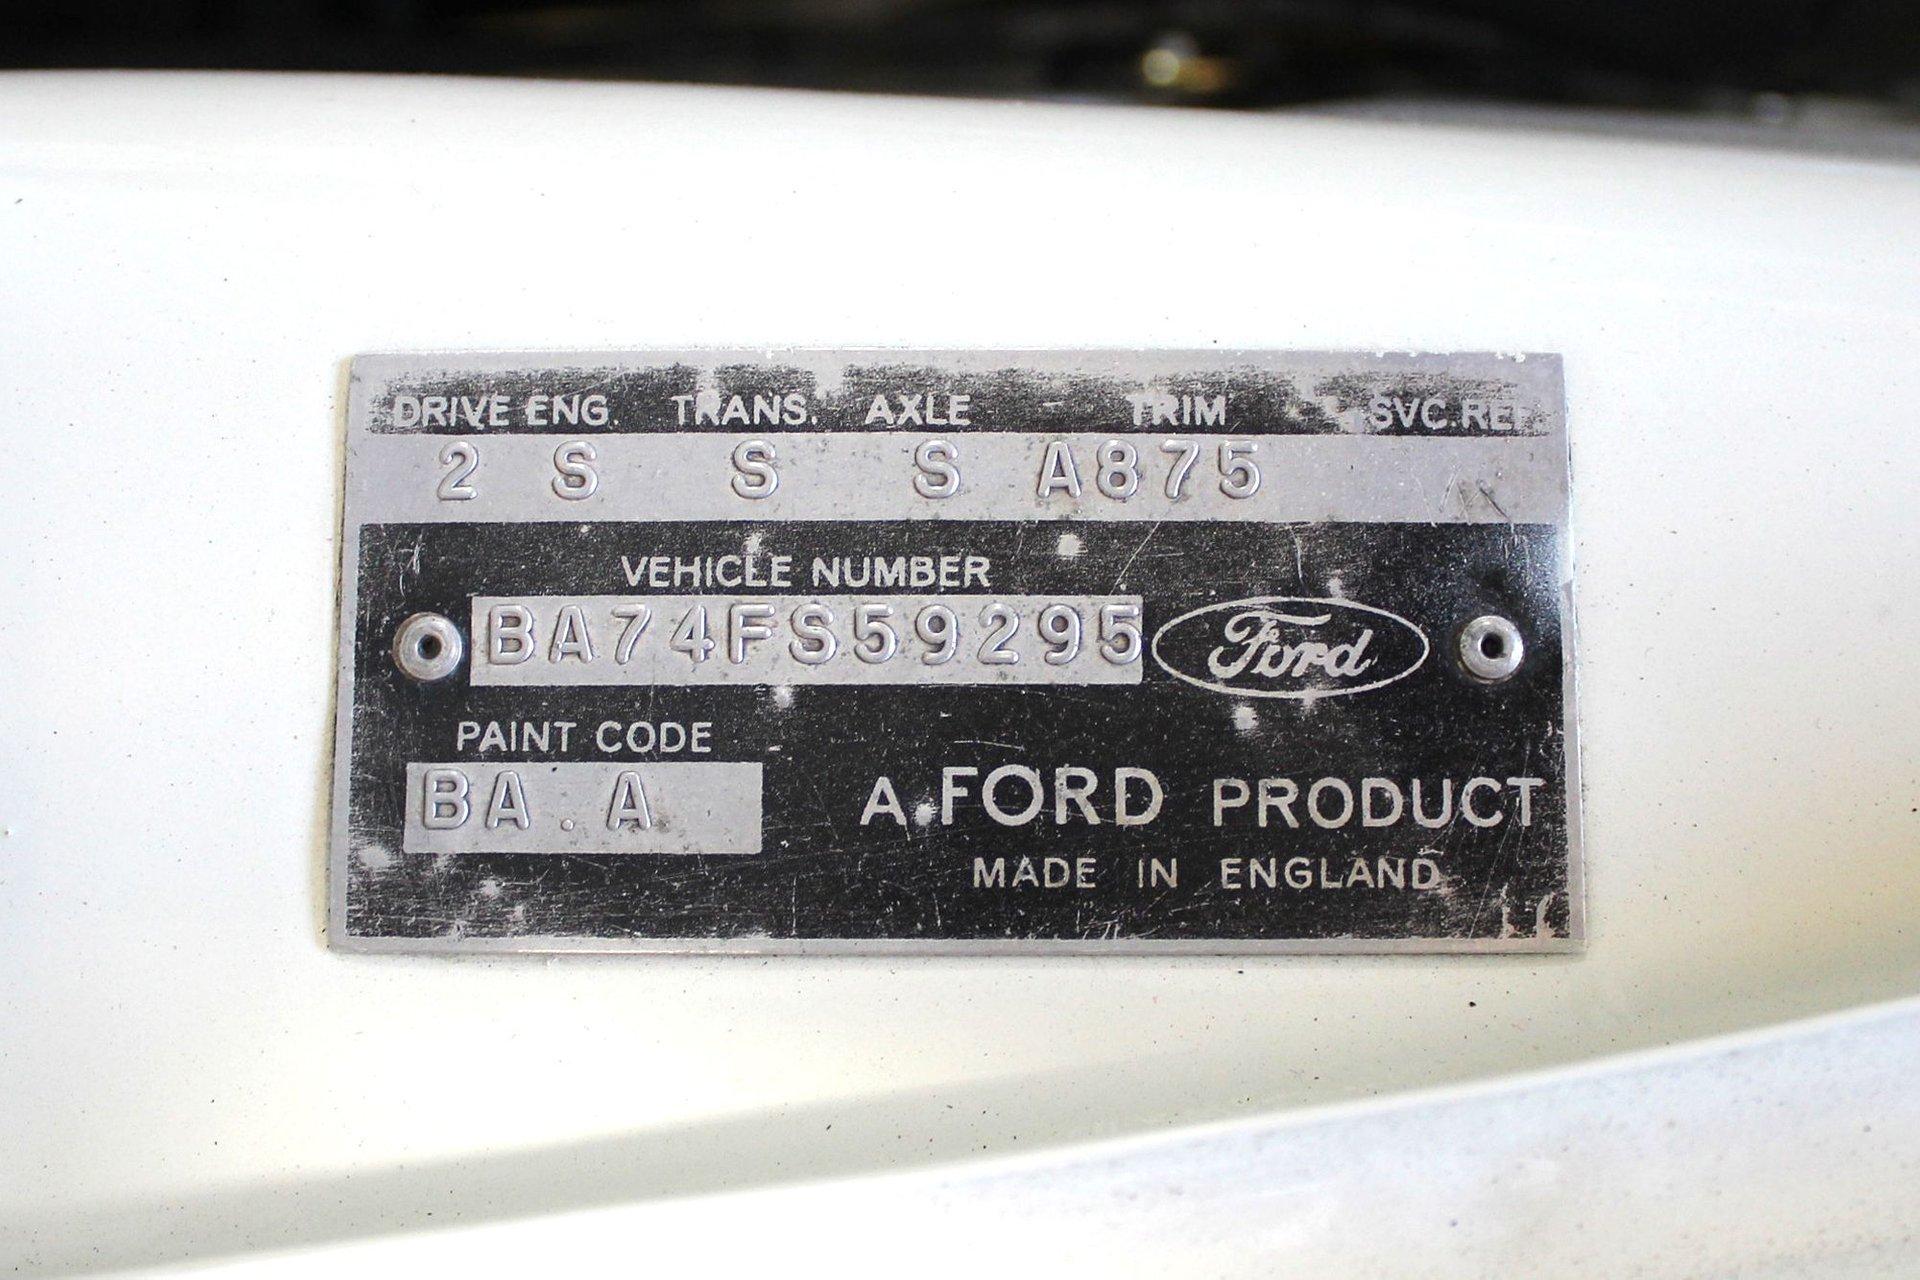 DRIVE ENG. TRANS. AXLE TRIM SVC. REF.
2 S S S A875
VEHICLE NUMBER
BA74FS59295
Ford
PAINT CODE
BA.A
A FORD PRODUCT
MADE IN ENGLAND